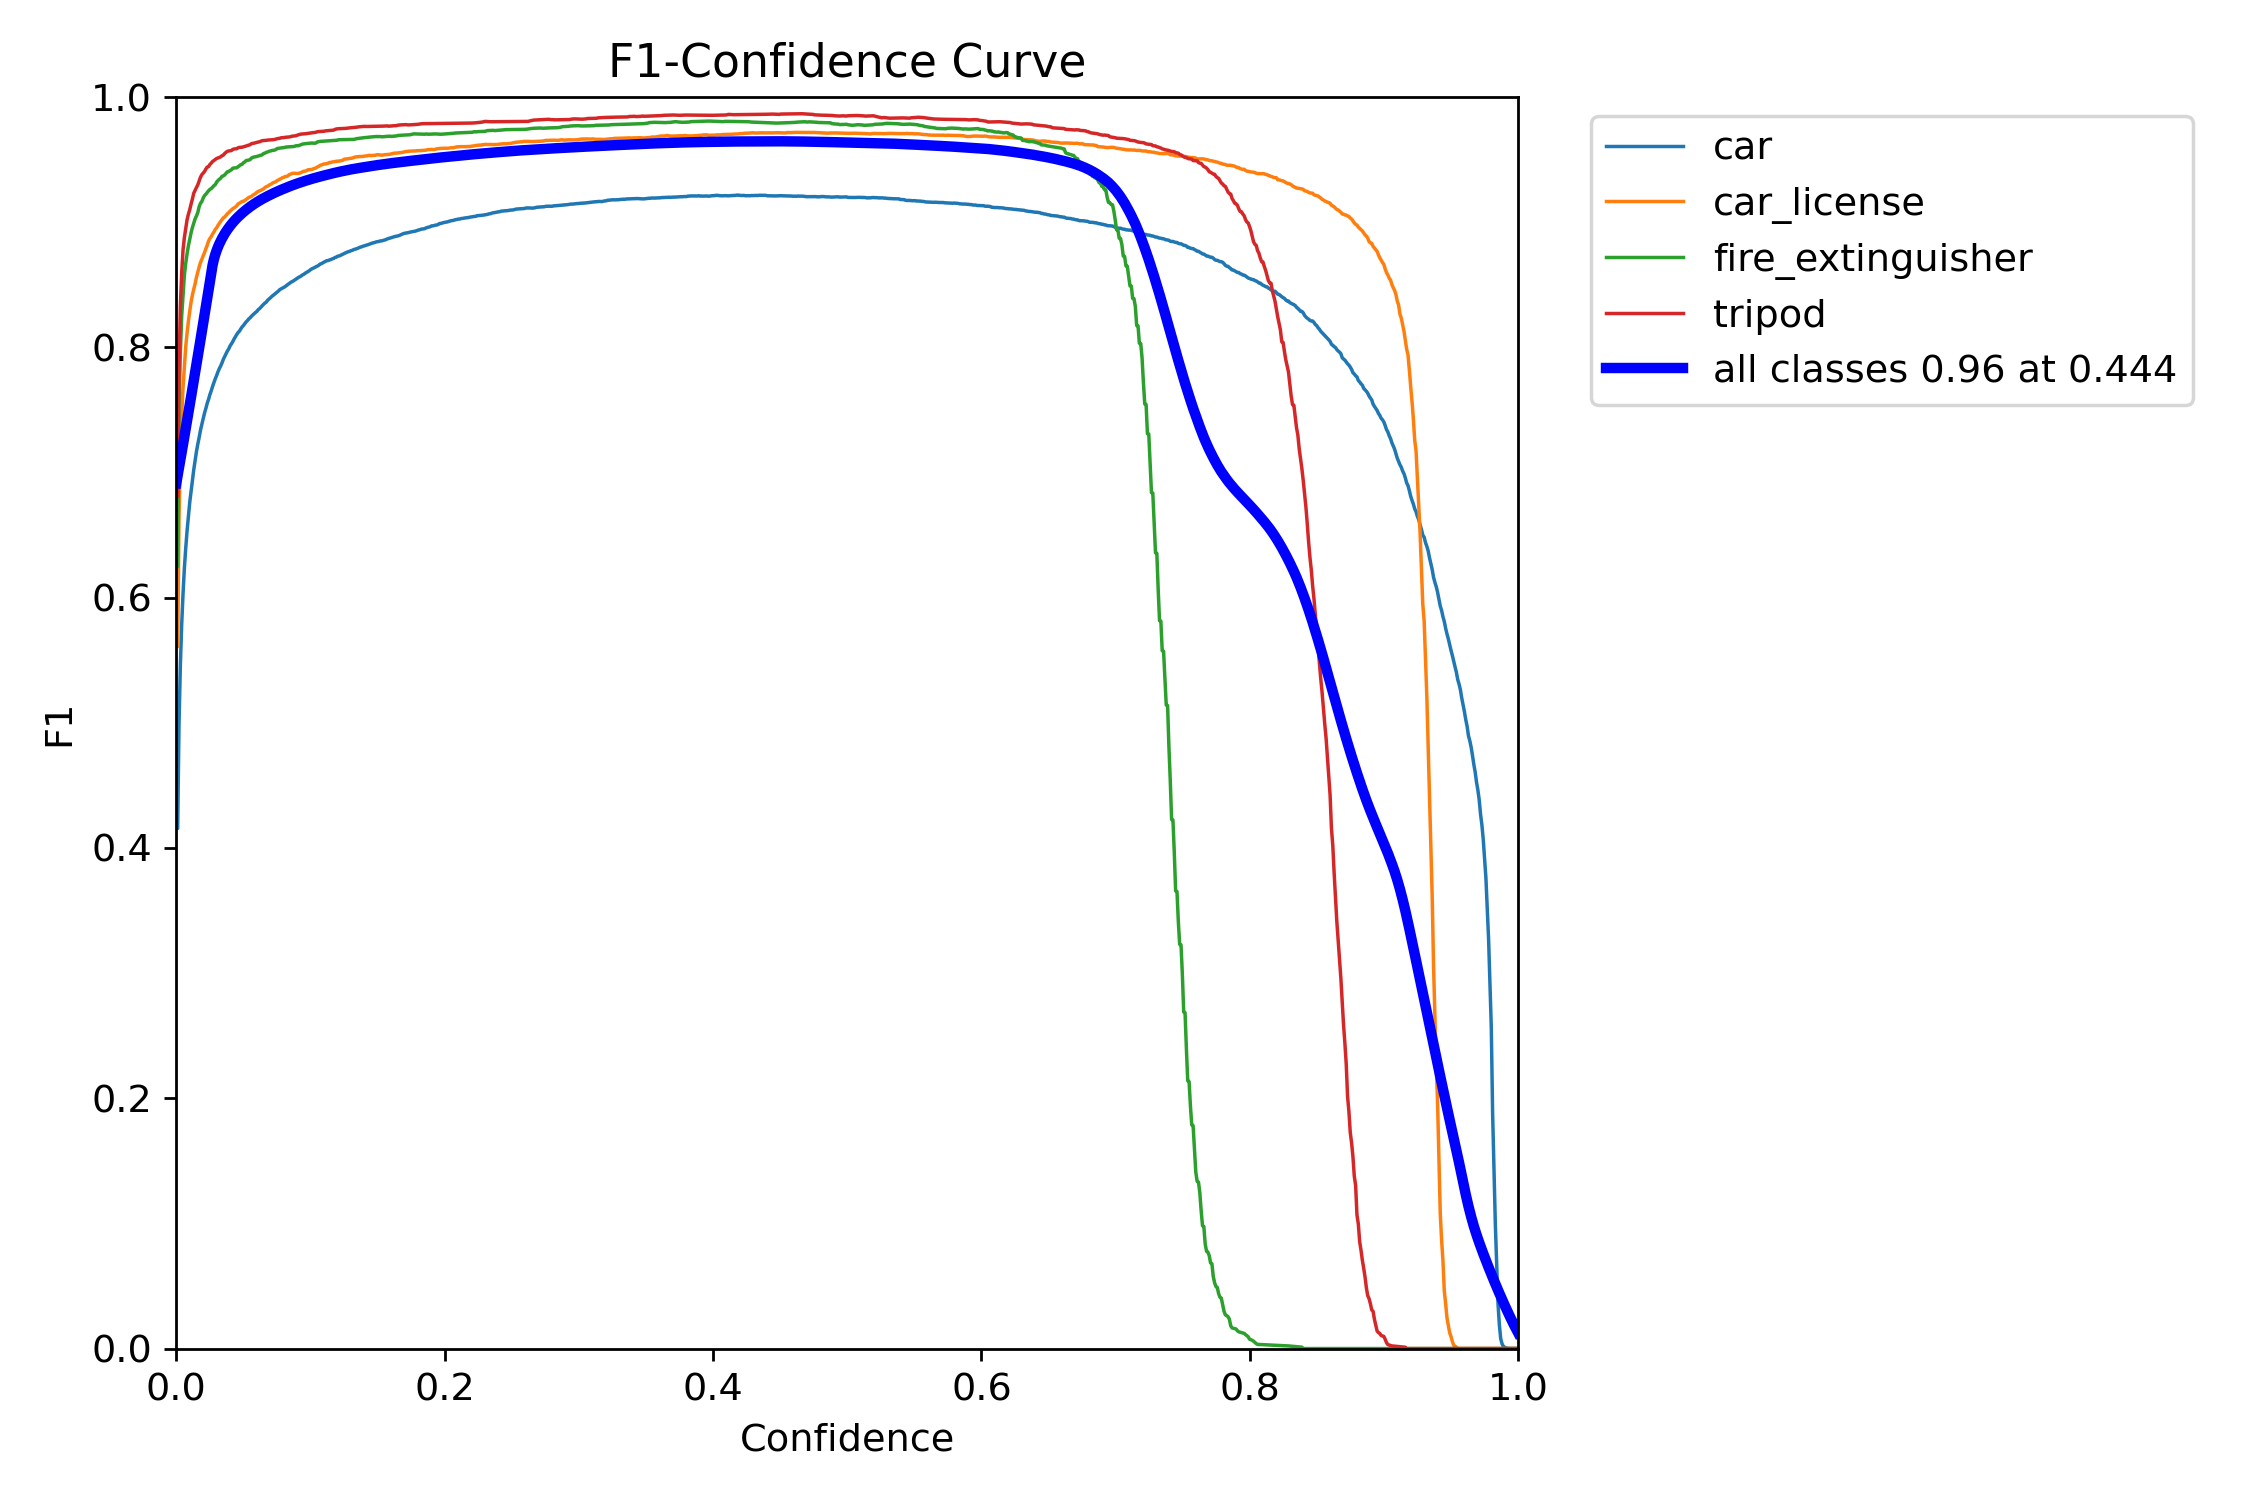 F1-Confidence Curve
1.0
0.8
0.6
0.4
0.2
0.0
F1
0.0 0.2 0.4 0.6 0.8 1.0
Confidence
car
car_license
fire_extinguisher
tripod
all classes 0.96 at 0.444